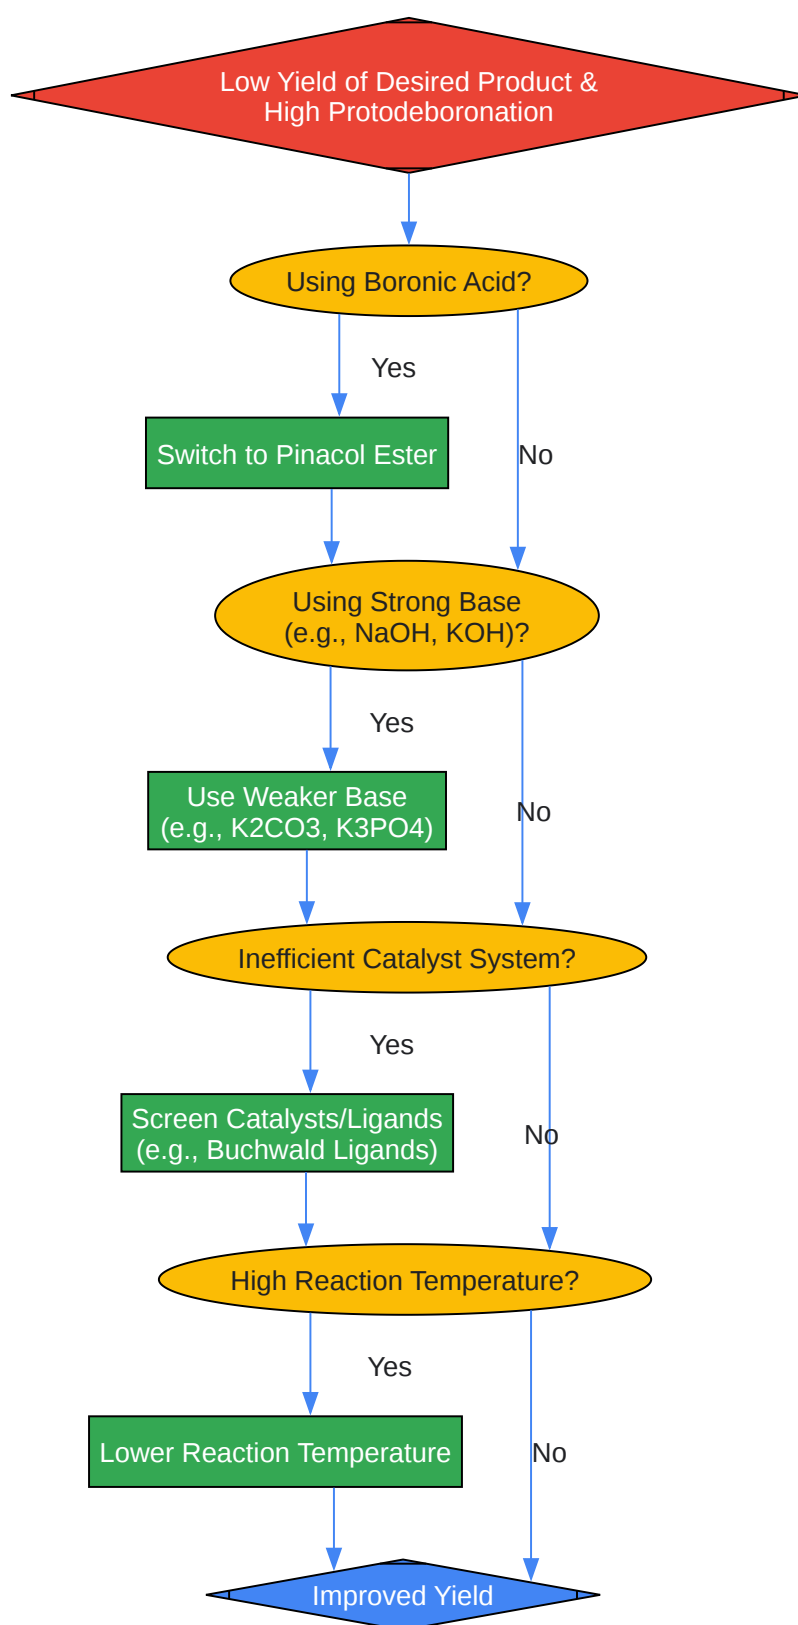 Low Yield of Desired Product &
High Protodeboronation
Using Boronic Acid?
Yes
Switch to Pinacol Ester
No
Using Strong Base
(e.g., NaOH, KOH)?
Yes
Use Weaker Base
(e.g., K2CO3, K3PO4)
No
Inefficient Catalyst System?
Yes
Screen Catalysts/Ligands
(e.g., Buchwald Ligands)
No
High Reaction Temperature?
Yes
Lower Reaction Temperature
No
Improved Yield